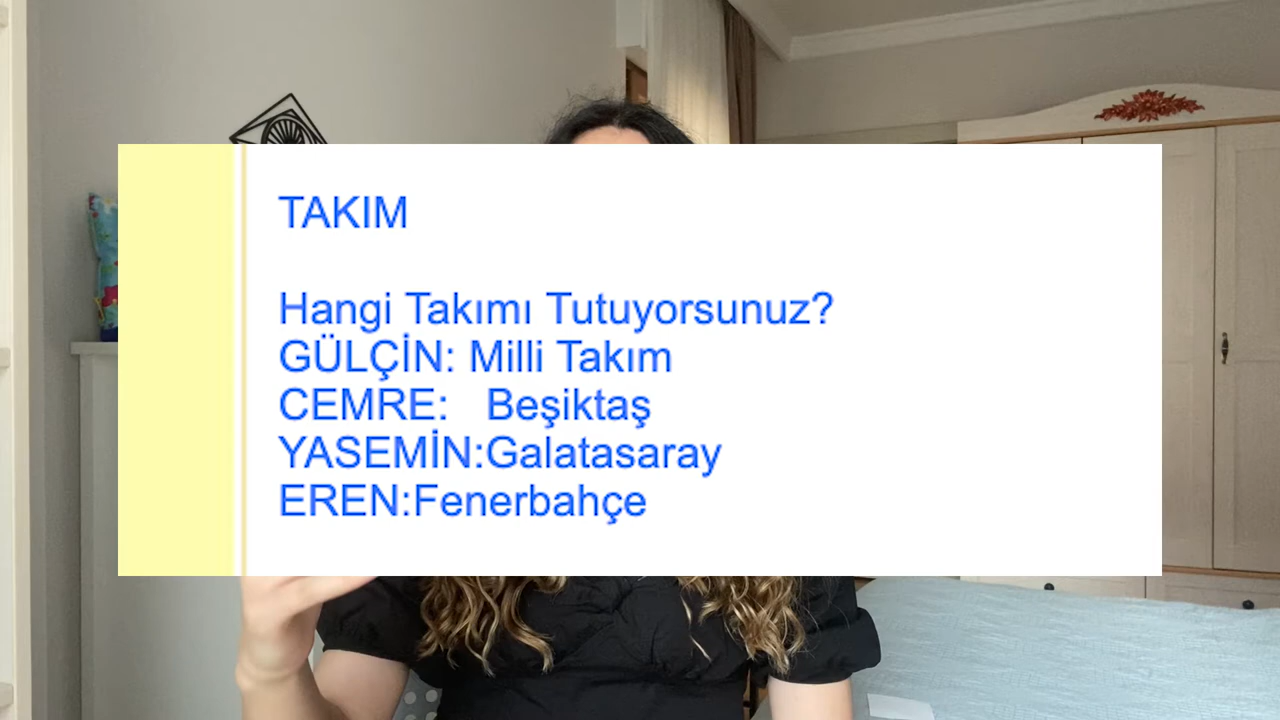 TAKIM
Hangi Takımı Tutuyorsunuz?
GÜLÇİN: Milli Takım
CEMRE: Beşiktaş
YASEMİN:Galatasaray
EREN:Fenerbahçe